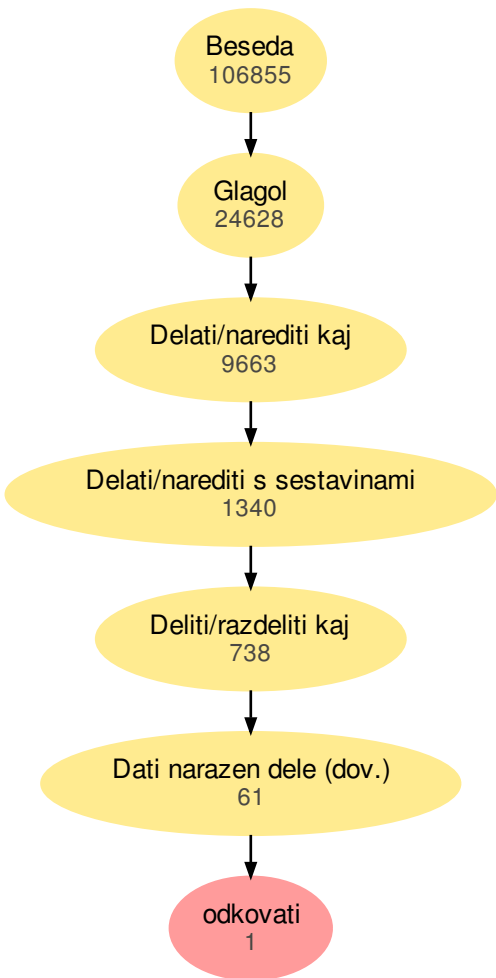 Beseda
106855
Glagol
24628
Delati/narediti kaj
9663
Delati/narediti s sestavinami
1340
Deliti/razdeliti kaj
738
Dati narazen dele (dov.)
61
odkovati
1